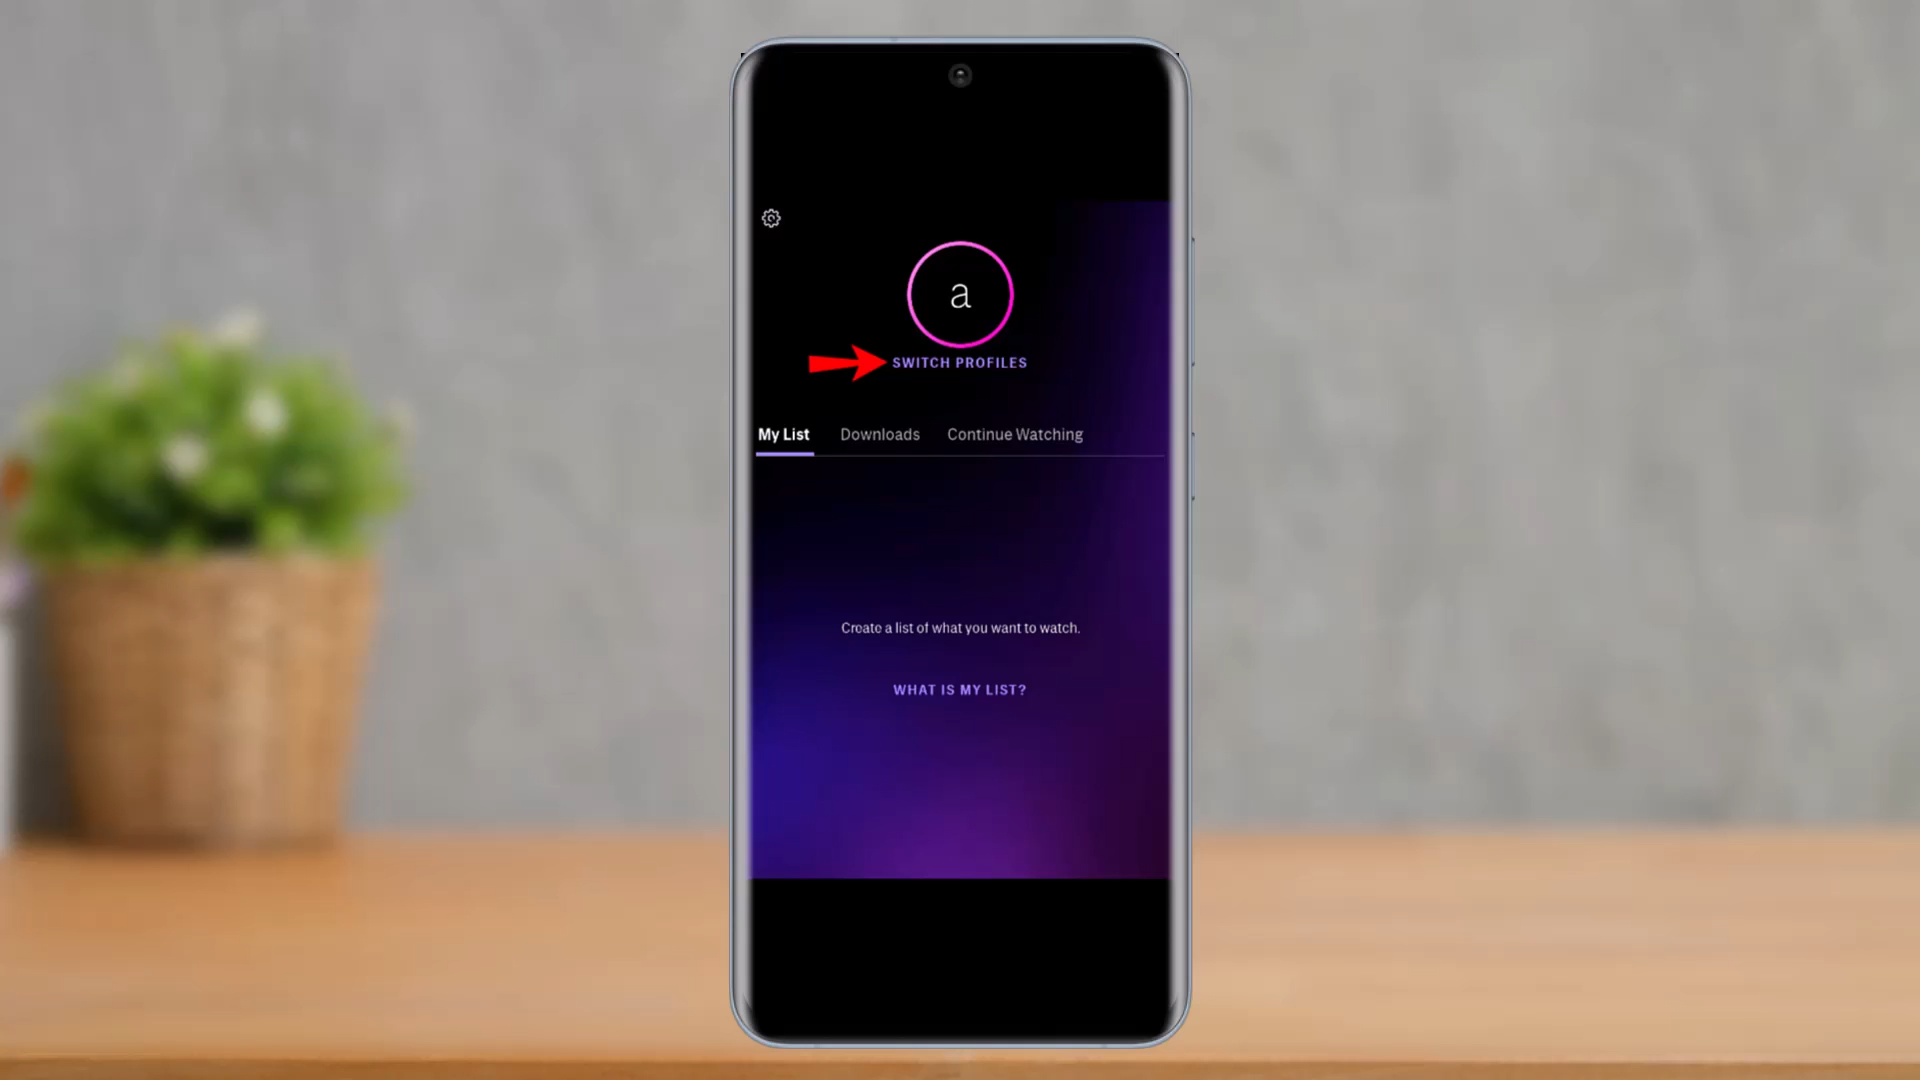 a
SWITCH PROFILES
My List Downloads Continue Watching
Create a list of what you want to watch.
WHAT IS MY LIST?